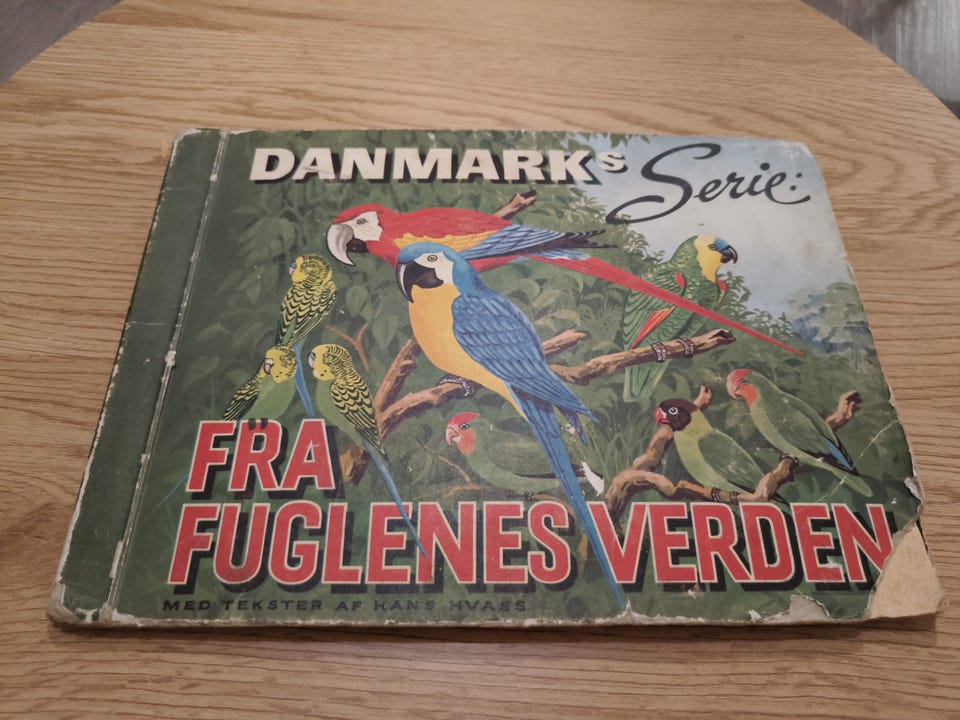 DANMARKs Serie:
FRA
FUGLENES VERDEN
MED TEKSTER AF HANS HVASS